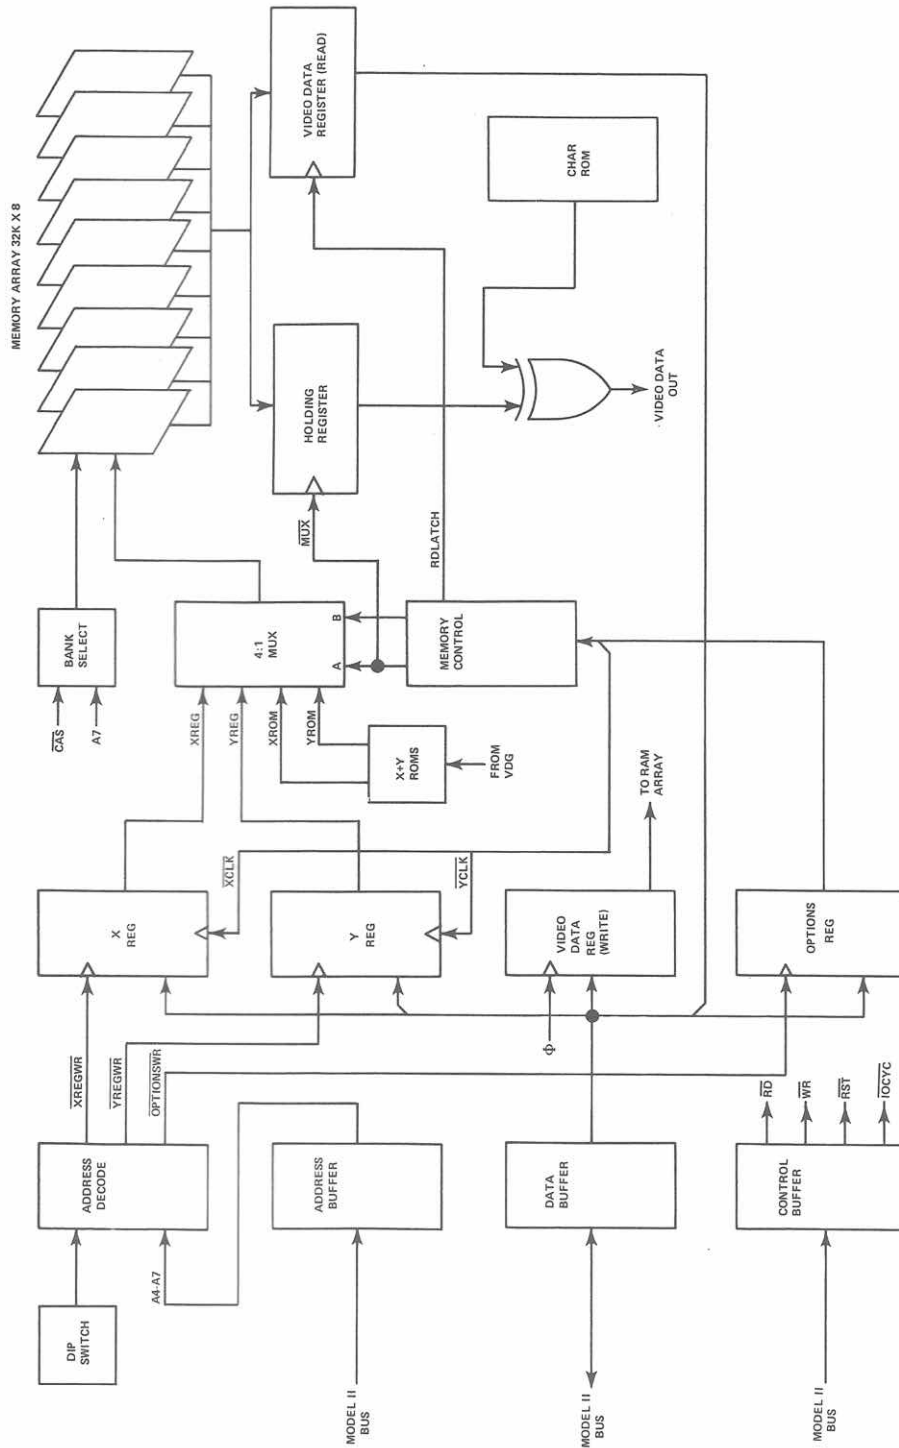 MEMORY ARRAY 32K X 8
DIP
SWITCH
ADDRESS
DECODE
A4-A7
XREGWR
YREGWR
OPTIONSWR
X
REG
XCLK
XREG
YREG
XROM
YROM
CAS
A7
BANK
SELECT
4:1
MUX
A
B
MUX
HOLDING
REGISTER
VIDEO DATA
REGISTER (READ)
MODEL II
BUS
ADDRESS
BUFFER
Y
REG
YCLK
X+Y
ROMS
FROM
VDG
MEMORY
CONTROL
RDLATCH
CHAR
ROM
VIDEO DATA
OUT
MODEL II
BUS
DATA
BUFFER
Φ
VIDEO
DATA
REG
(WRITE)
TO RAM
ARRAY
MODEL II
BUS
CONTROL
BUFFER
RD
WR
RST
IOCYC
OPTIONS
REG